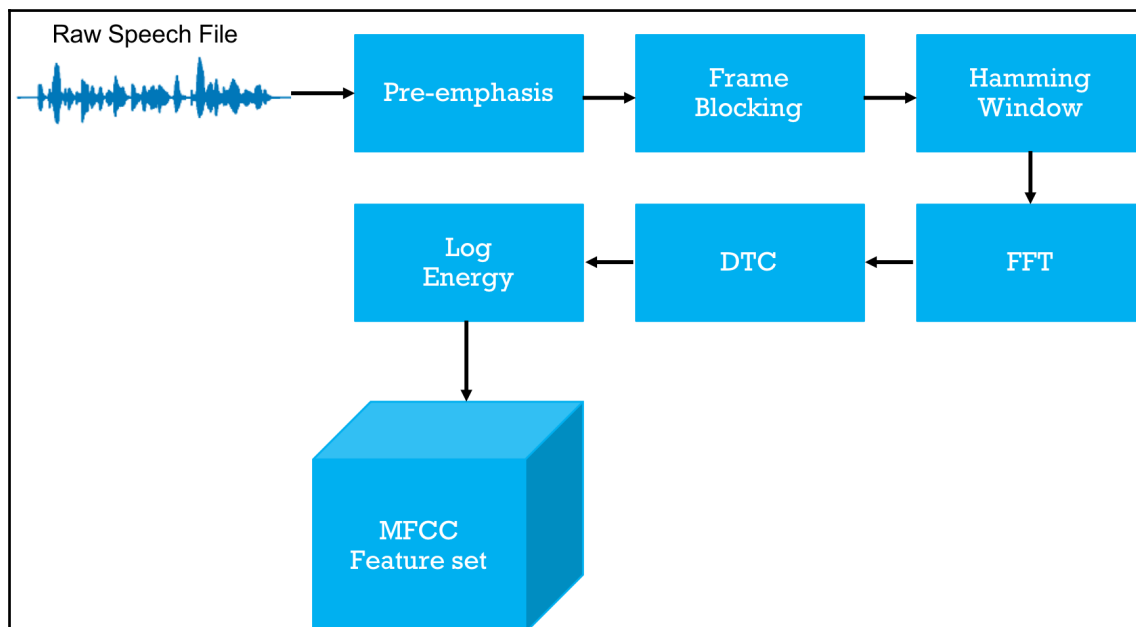 Raw Speech File
Pre-emphasis
Frame
Blocking
Hamming
Window
FFT
DTC
Log
Energy
MFCC
Feature set